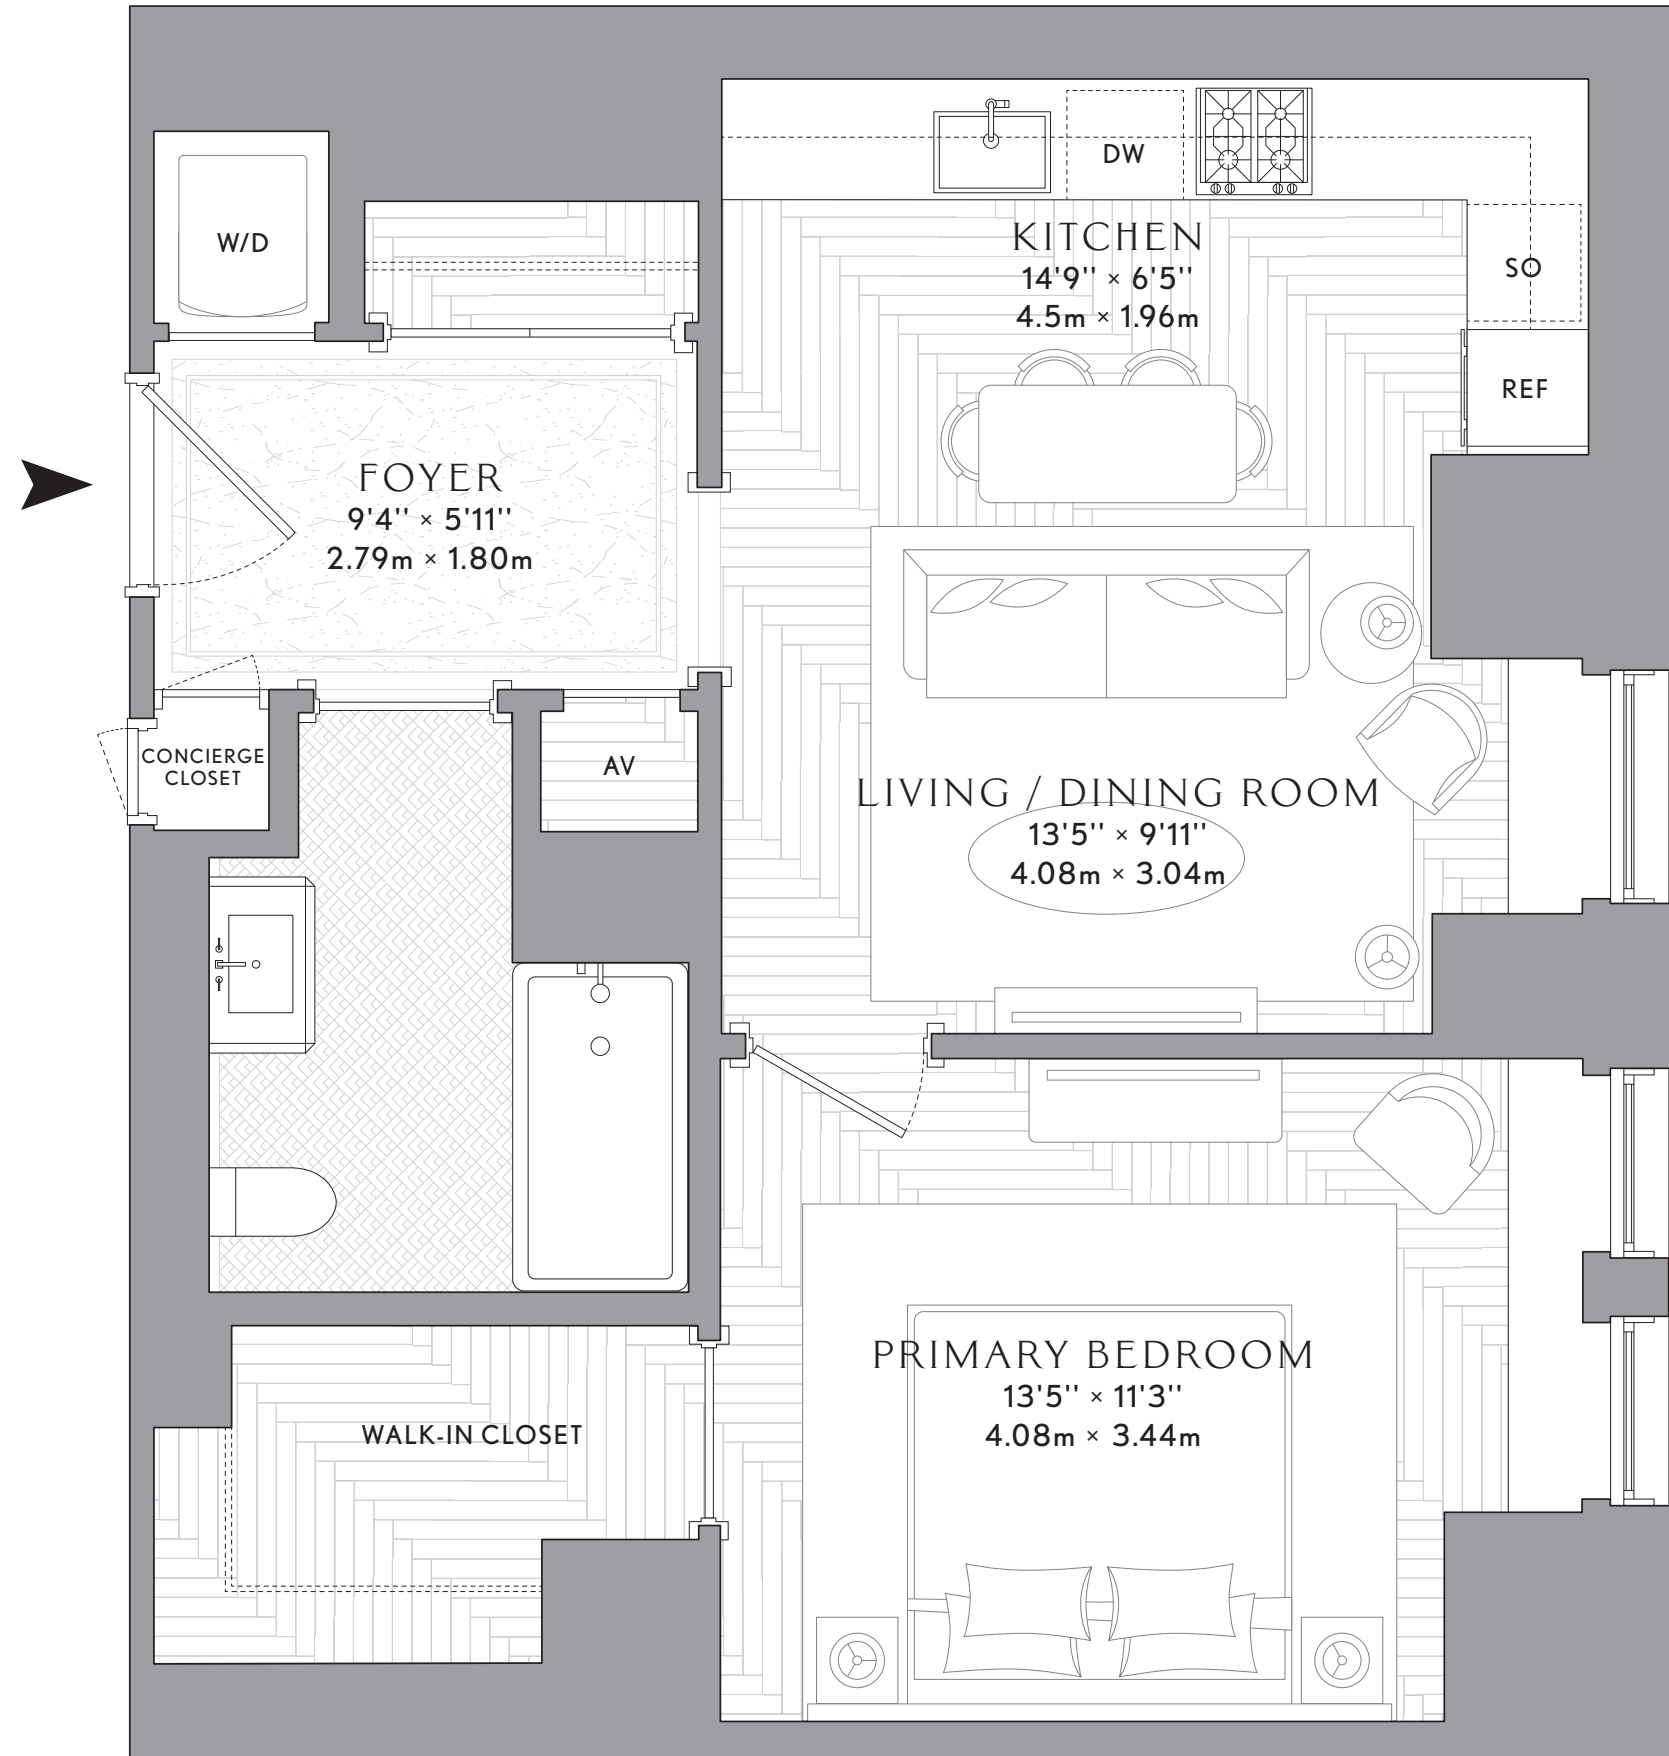 W/D
DW
KITCHEN
14'9'' × 6'5''
4.5m × 1.96m
SO
REF
FOYER
9'4'' × 5'11''
2.79m × 1.80m
CONCIERGE
CLOSET
AV
LIVING / DINING ROOM
13'5'' × 9'11''
4.08m × 3.04m
PRIMARY BEDROOM
13'5'' × 11'3''
4.08m × 3.44m
WALK-IN CLOSET